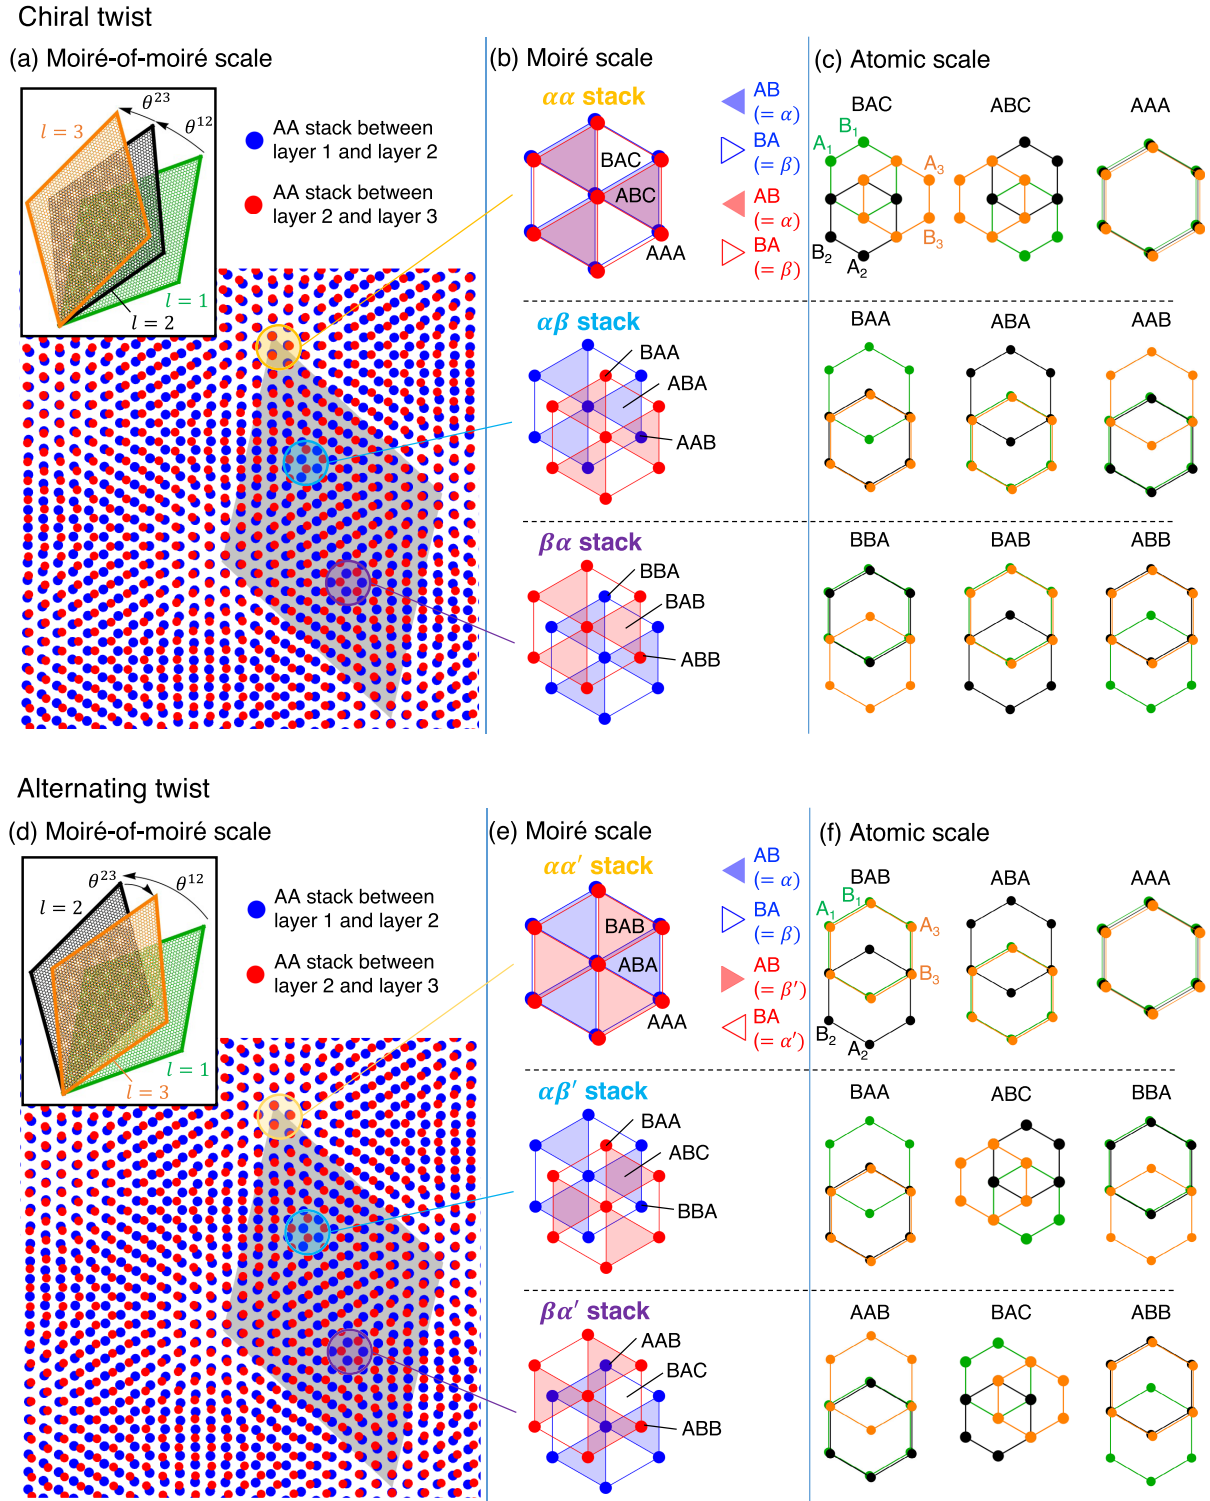 Chiral twist
(a) Moiré-of-moiré scale
θ²³
θ¹²
l = 3
l = 1
l = 2
AA stack between
layer 1 and layer 2
AA stack between
layer 2 and layer 3
(b) Moiré scale
αα stack
BAC
ABC
AAA
AB
(= α)
BA
(= β)
AB
(= α)
BA
(= β)
αβ stack
BAA
ABA
AAB
βα stack
BBA
BAB
ABB
(c) Atomic scale
BAC
ABC
AAA
B₁
A₁
A₃
B₃
B₂
A₂
BAA
ABA
AAB
BBA
BAB
ABB
Alternating twist
(d) Moiré-of-moiré scale
θ²³
θ¹²
l = 2
l = 1
l = 3
AA stack between
layer 1 and layer 2
AA stack between
layer 2 and layer 3
(e) Moiré scale
αα′ stack
BAB
ABA
AAA
AB
(= α)
BA
(= β)
AB
(= β′)
BA
(= α′)
αβ′ stack
BAA
ABC
BBA
βα′ stack
AAB
BAC
ABB
(f) Atomic scale
BAB
ABA
AAA
A₁
B₁
A₃
B₃
B₂
A₂
BAA
ABC
BBA
AAB
BAC
ABB